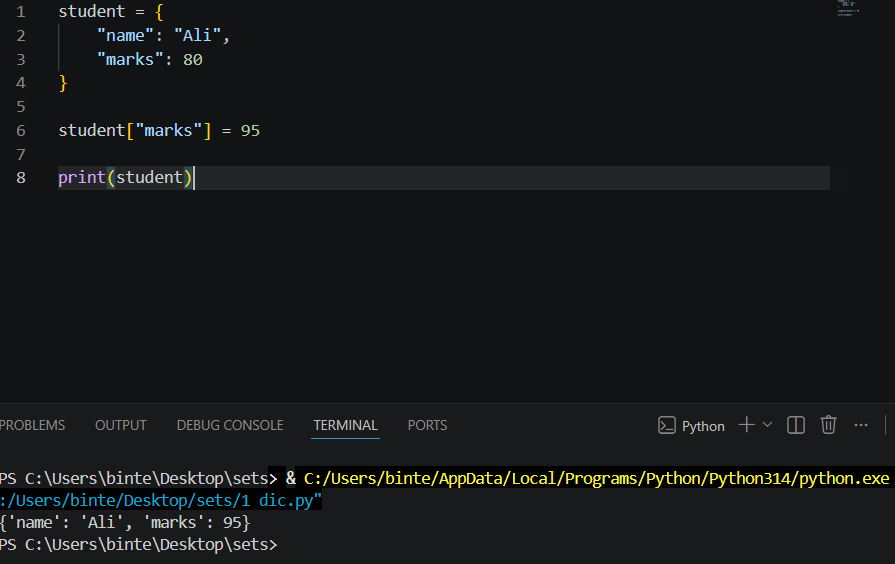 1 student = {
2 "name": "Ali",
3 "marks": 80
4 }
5
6 student["marks"] = 95
7
8 print(student)
PROBLEMS OUTPUT DEBUG CONSOLE TERMINAL PORTS Python
PS C:\Users\binte\Desktop\sets> & C:/Users/binte/AppData/Local/Programs/Python/Python314/python.exe
:/Users/binte/Desktop/sets/1 dic.py"
{'name': 'Ali', 'marks': 95}
PS C:\Users\binte\Desktop\sets>